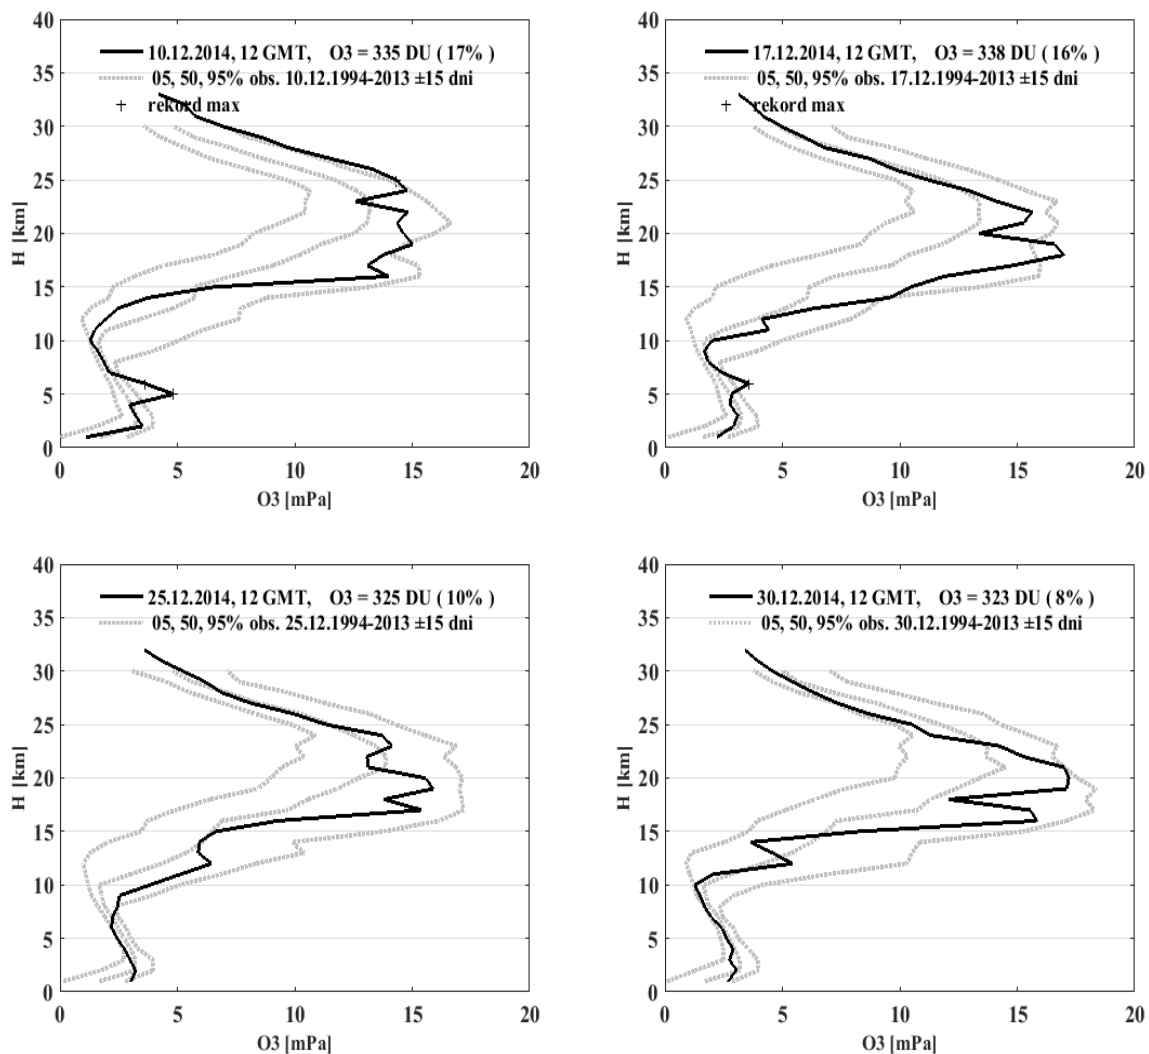 10.12.2014, 12 GMT, O3 = 335 DU ( 17% )
05, 50, 95% obs. 10.12.1994-2013 ±15 dni
+ rekord max
H [km]
40
35
30
25
20
15
10
5
0
0 5 10 15 20
O3 [mPa]
17.12.2014, 12 GMT, O3 = 338 DU ( 16% )
05, 50, 95% obs. 17.12.1994-2013 ±15 dni
+ rekord max
H [km]
40
35
30
25
20
15
10
5
0
0 5 10 15 20
O3 [mPa]
25.12.2014, 12 GMT, O3 = 325 DU ( 10% )
05, 50, 95% obs. 25.12.1994-2013 ±15 dni
H [km]
40
35
30
25
20
15
10
5
0
0 5 10 15 20
O3 [mPa]
30.12.2014, 12 GMT, O3 = 323 DU ( 8% )
05, 50, 95% obs. 30.12.1994-2013 ±15 dni
H [km]
40
35
30
25
20
15
10
5
0
0 5 10 15 20
O3 [mPa]